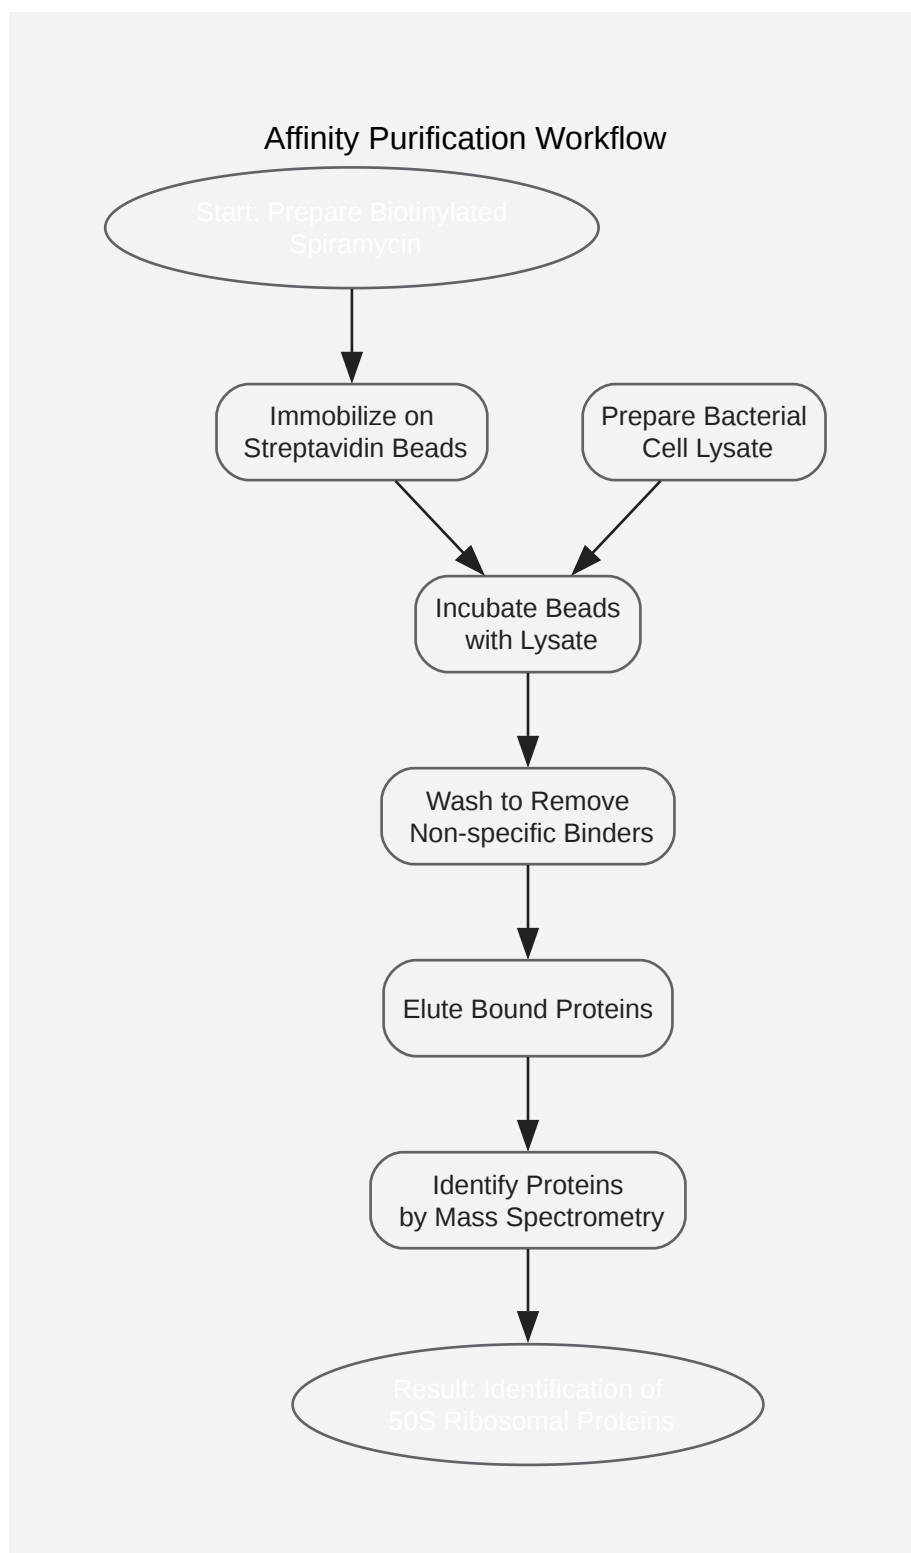 Affinity Purification Workflow
Start: Prepare Biotinylated
Spiramycin
Immobilize on
Streptavidin Beads
Prepare Bacterial
Cell Lysate
Incubate Beads
with Lysate
Wash to Remove
Non-specific Binders
Elute Bound Proteins
Identify Proteins
by Mass Spectrometry
Result: Identification of
50S Ribosomal Proteins